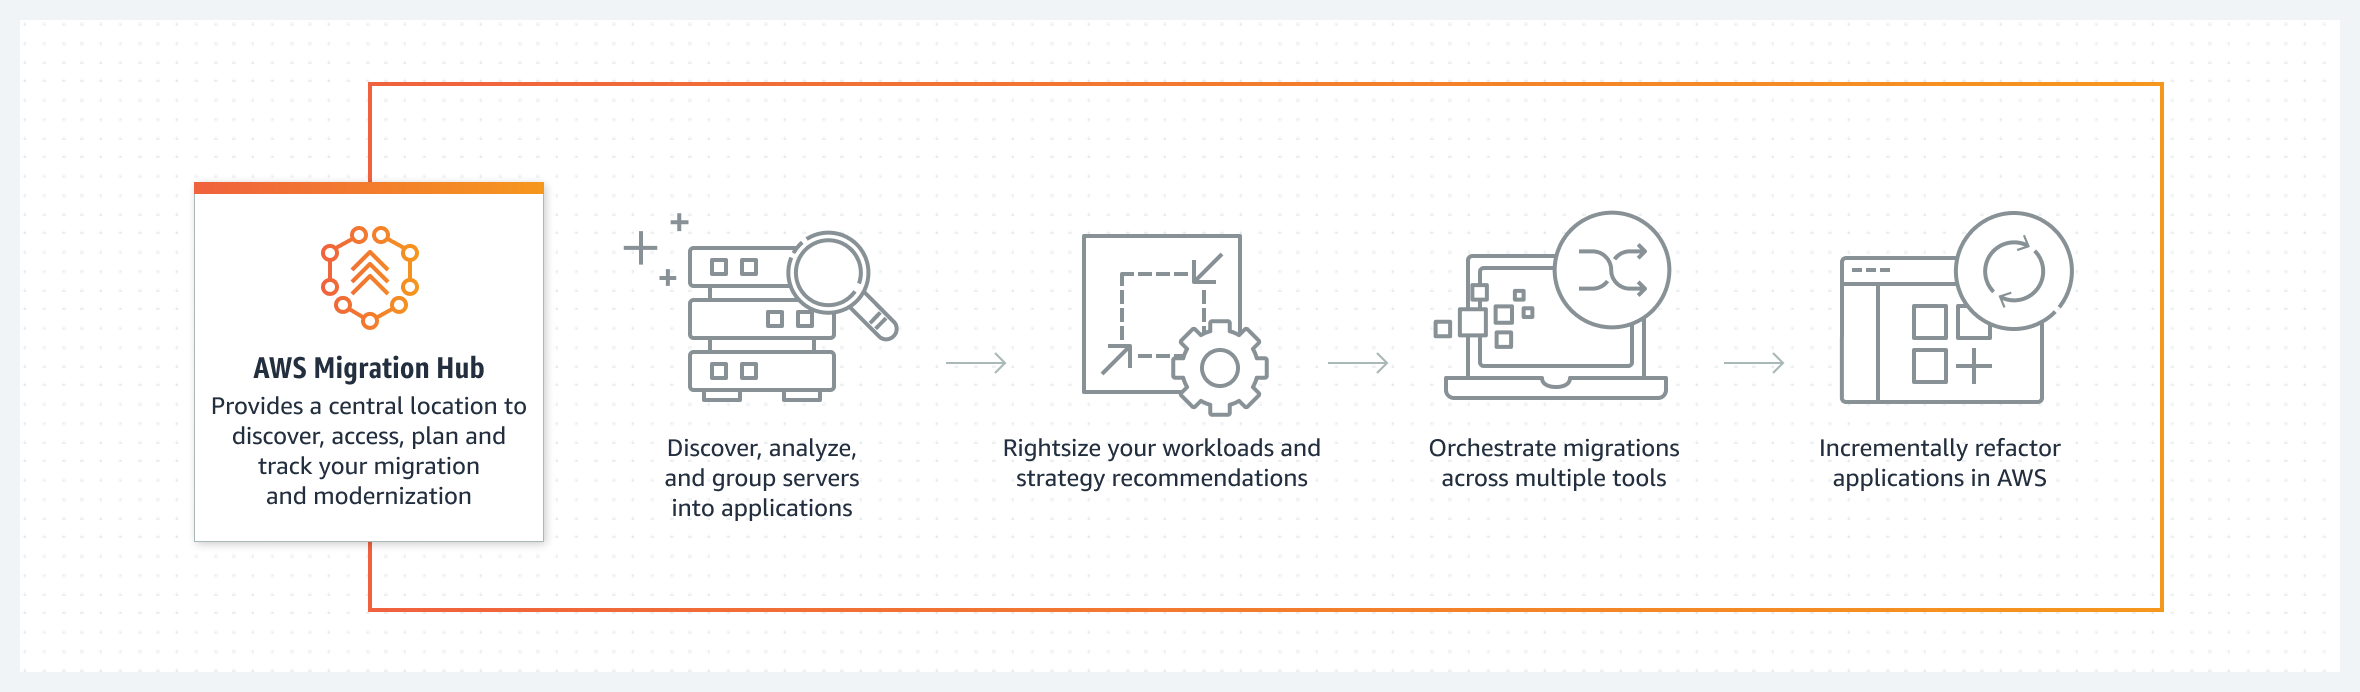 AWS Migration Hub
Provides a central location to
discover, access, plan and
track your migration
and modernization
Discover, analyze,
and group servers
into applications
Rightsize your workloads and
strategy recommendations
Orchestrate migrations
across multiple tools
Incrementally refactor
applications in AWS